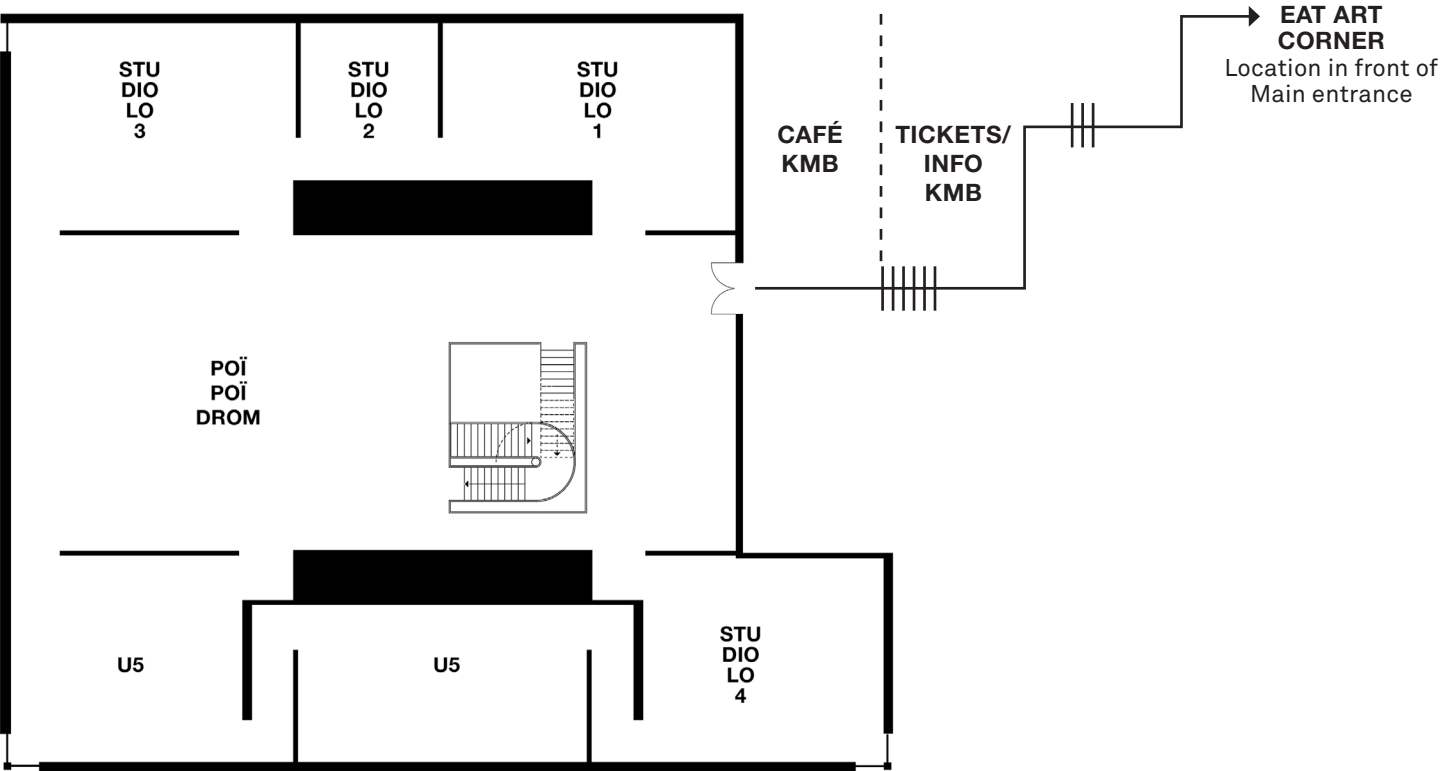 EAT ART
CORNER
Location in front of
Main entrance
STU
DIO
LO
3
STU
DIO
LO
2
STU
DIO
LO
1
CAFÉ
KMB
TICKETS/
INFO
KMB
POÏ
POÏ
DROM
U5
U5
STU
DIO
LO
4